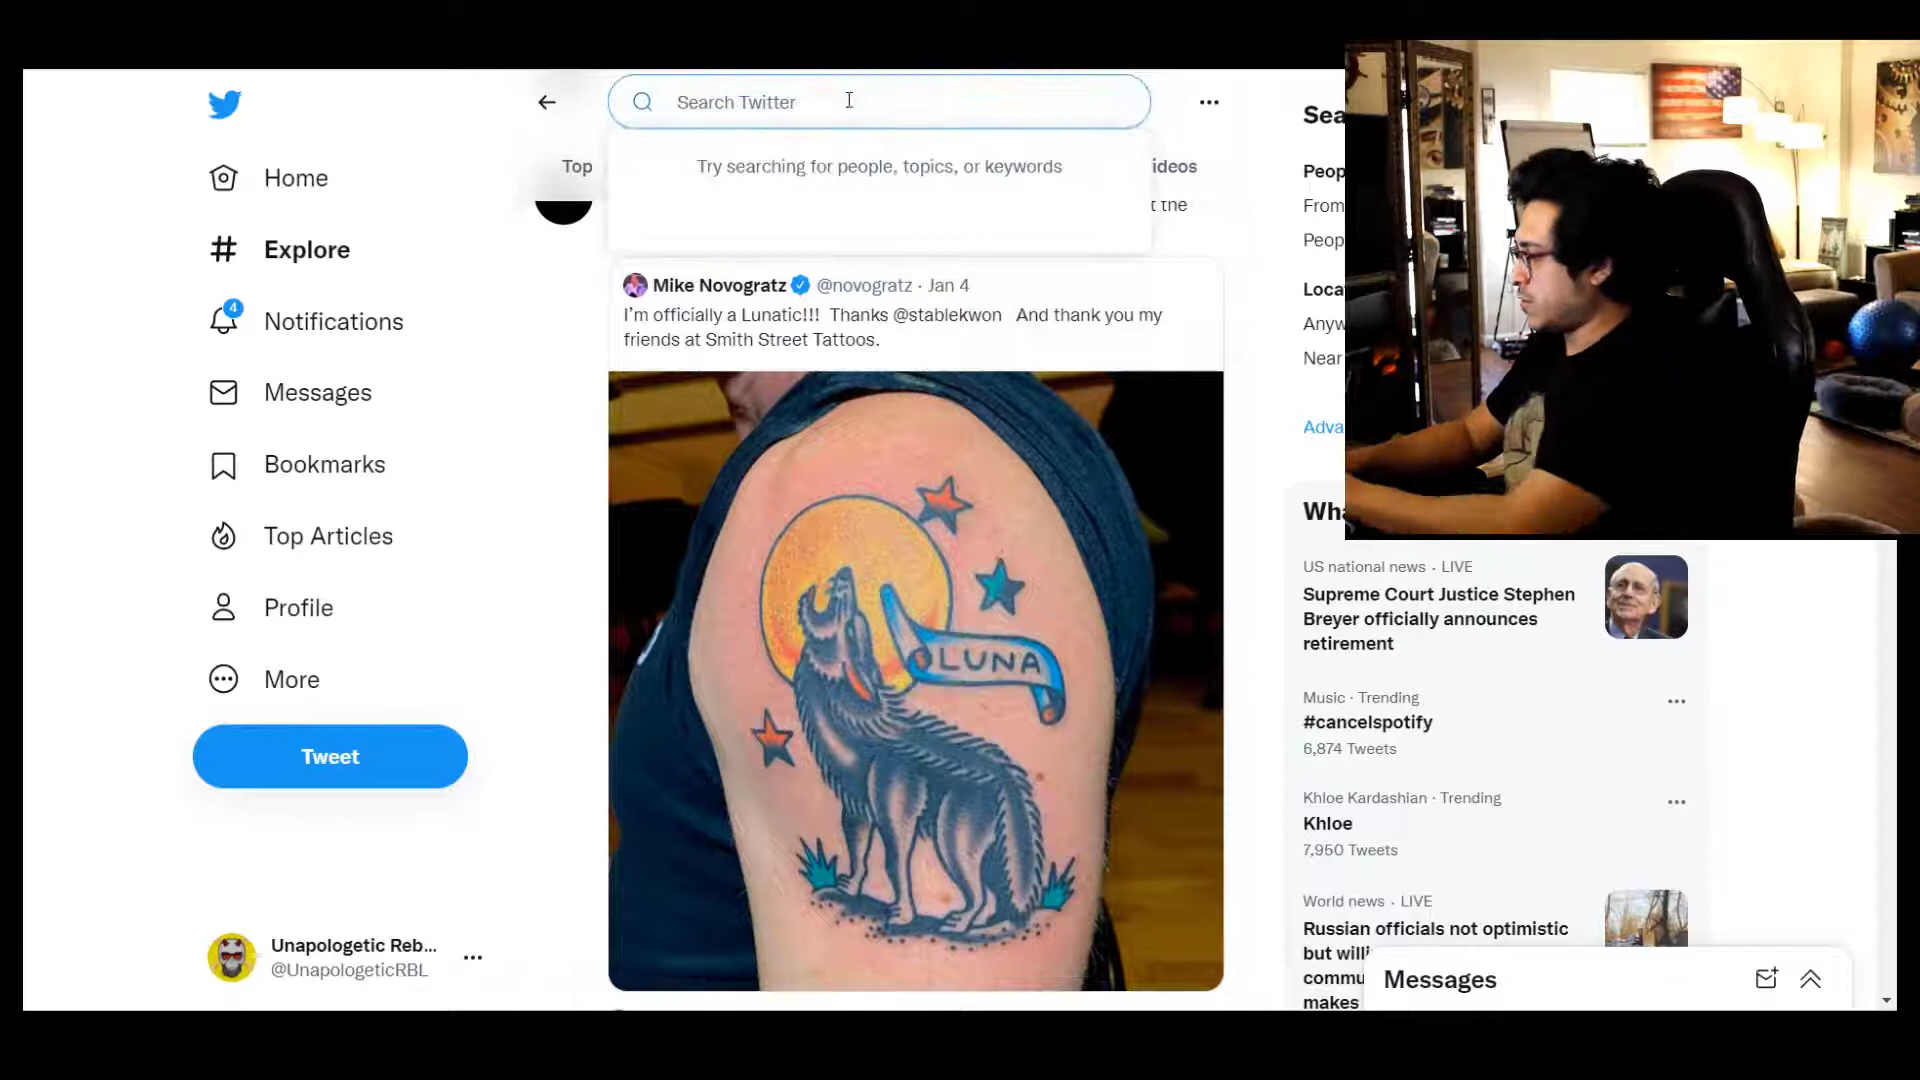 Search Twitter
Try searching for people, topics, or keywords
Top
ideos
Home
Explore
4
Notifications
Messages
Bookmarks
Top Articles
Profile
More
Tweet
Unapologetic Reb...
@UnapologeticRBL
Mike Novogratz @novogratz · Jan 4
I'm officially a Lunatic!!! Thanks @stablekwon And thank you my
friends at Smith Street Tattoos.
LUNA
Sea
Peop
From
Peop
Loca
Anyw
Near
Adva
US national news · LIVE
Supreme Court Justice Stephen
Breyer officially announces
retirement
Music · Trending
#cancelspotify
6,874 Tweets
Khloe Kardashian · Trending
Khloe
7,950 Tweets
World news · LIVE
Russian officials not optimistic
but willi
commu
makes
Messages